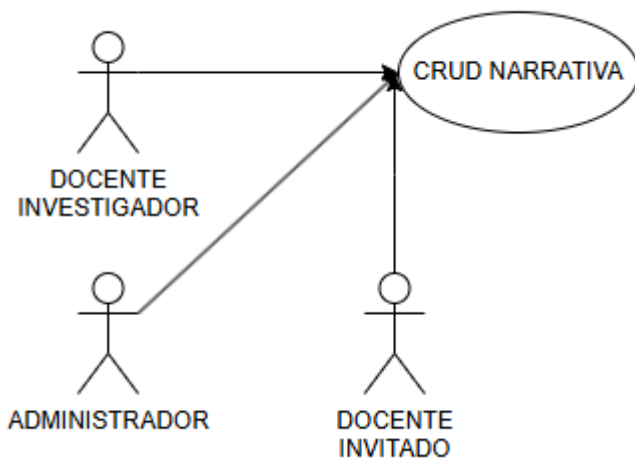 CRUD NARRATIVA
DOCENTE
INVESTIGADOR
ADMINISTRADOR
DOCENTE
INVITADO